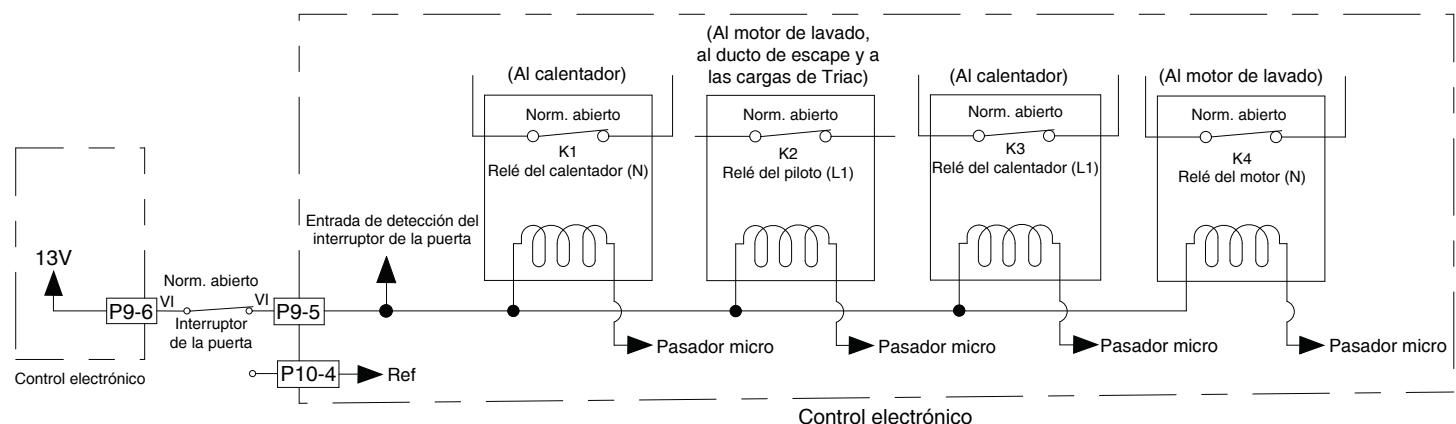 (Al calentador)
(Al motor de lavado,
al ducto de escape y a
las cargas de Triac)
(Al calentador)
(Al motor de lavado)
Norm. abierto
K1
Relé del calentador (N)
Norm. abierto
K2
Relé del piloto (L1)
Norm. abierto
K3
Relé del calentador (L1)
Norm. abierto
K4
Relé del motor (N)
Entrada de detección del
interruptor de la puerta
13V
Norm. abierto
P9-6
VI
VI
P9-5
Interruptor
de la puerta
Pasador micro
Pasador micro
Pasador micro
Pasador micro
Control electrónico
P10-4
Ref
Control electrónico